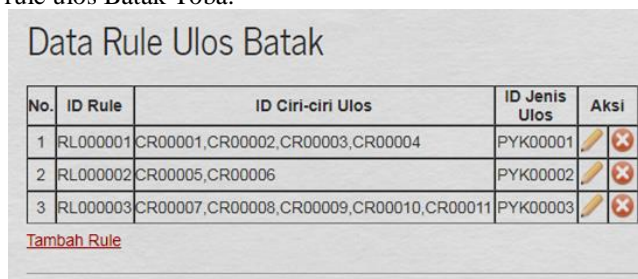 rule ulos Batak Toba.
Data Rule Ulos Batak
No. ID Rule ID Ciri-ciri Ulos ID Jenis Ulos Aksi
1 RL000001 CR00001,CR00002,CR00003,CR00004 PYK00001
2 RL000002 CR00005,CR00006 PYK00002
3 RL000003 CR00007,CR00008,CR00009,CR00010,CR00011 PYK00003
Tambah Rule